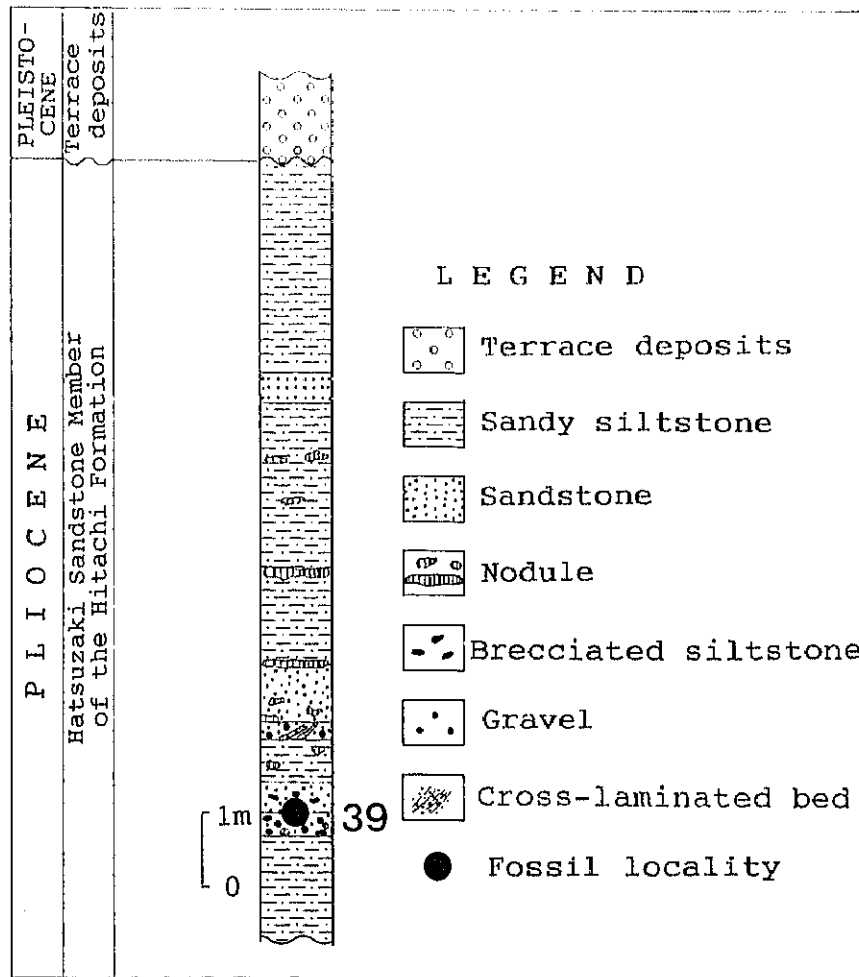 PLEISTO-
CENE
Terrace
deposits
PLIOCENE
Hatsuzaki Sandstone Member
of the Hitachi Formation
1m
0
39
LEGEND
Terrace deposits
Sandy siltstone
Sandstone
Nodule
Brecciated siltstone
Gravel
Cross-laminated bed
Fossil locality